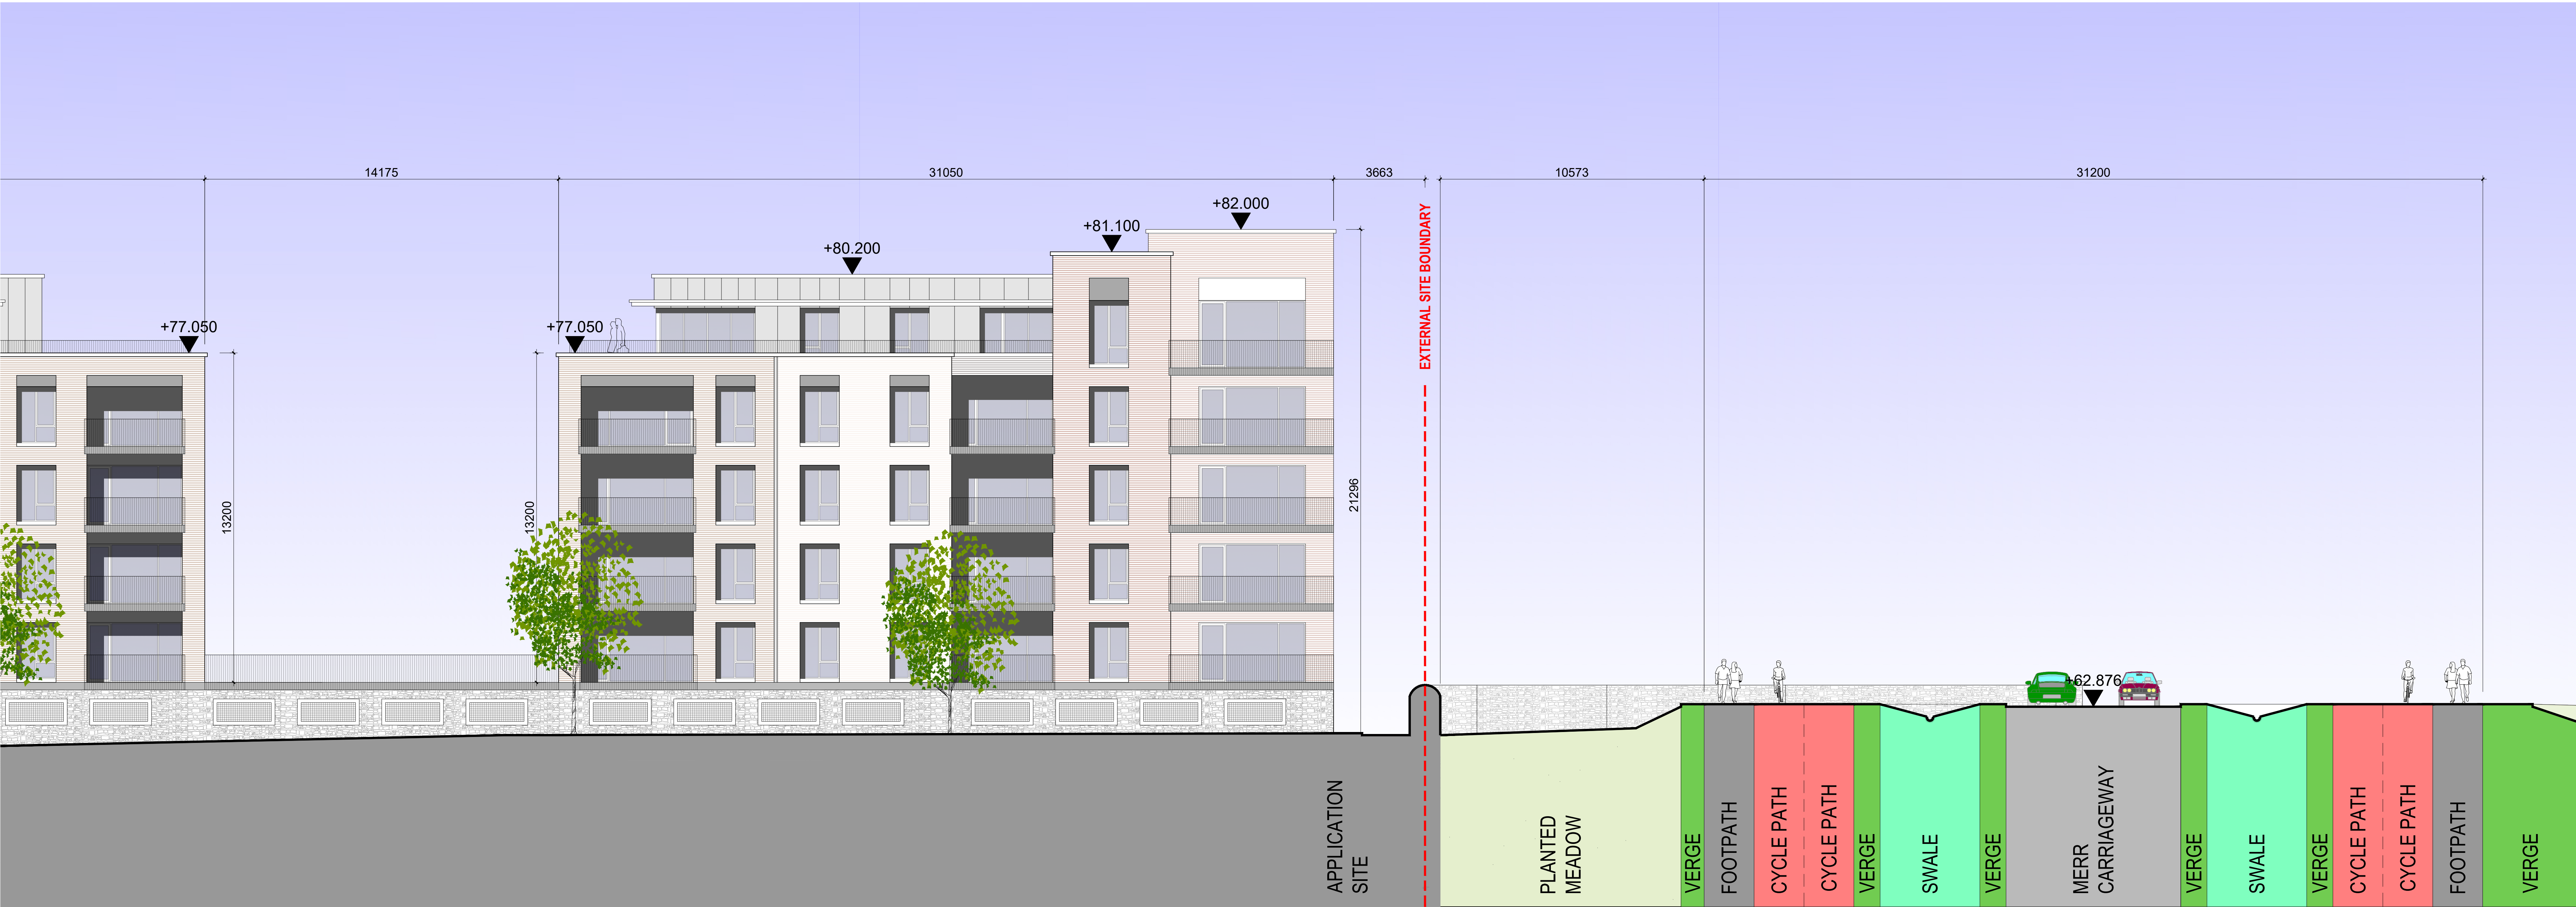 14175
31050
3663
10573
31200
+82.000
+81.100
+80.200
+77.050
+77.050
EXTERNAL SITE BOUNDARY
13200
13200
21296
+62.876
APPLICATION
SITE
PLANTED
MEADOW
VERGE
FOOTPATH
CYCLE PATH
CYCLE PATH
VERGE
SWALE
VERGE
MERR
CARRIAGEWAY
VERGE
SWALE
VERGE
CYCLE PATH
CYCLE PATH
FOOTPATH
VERGE